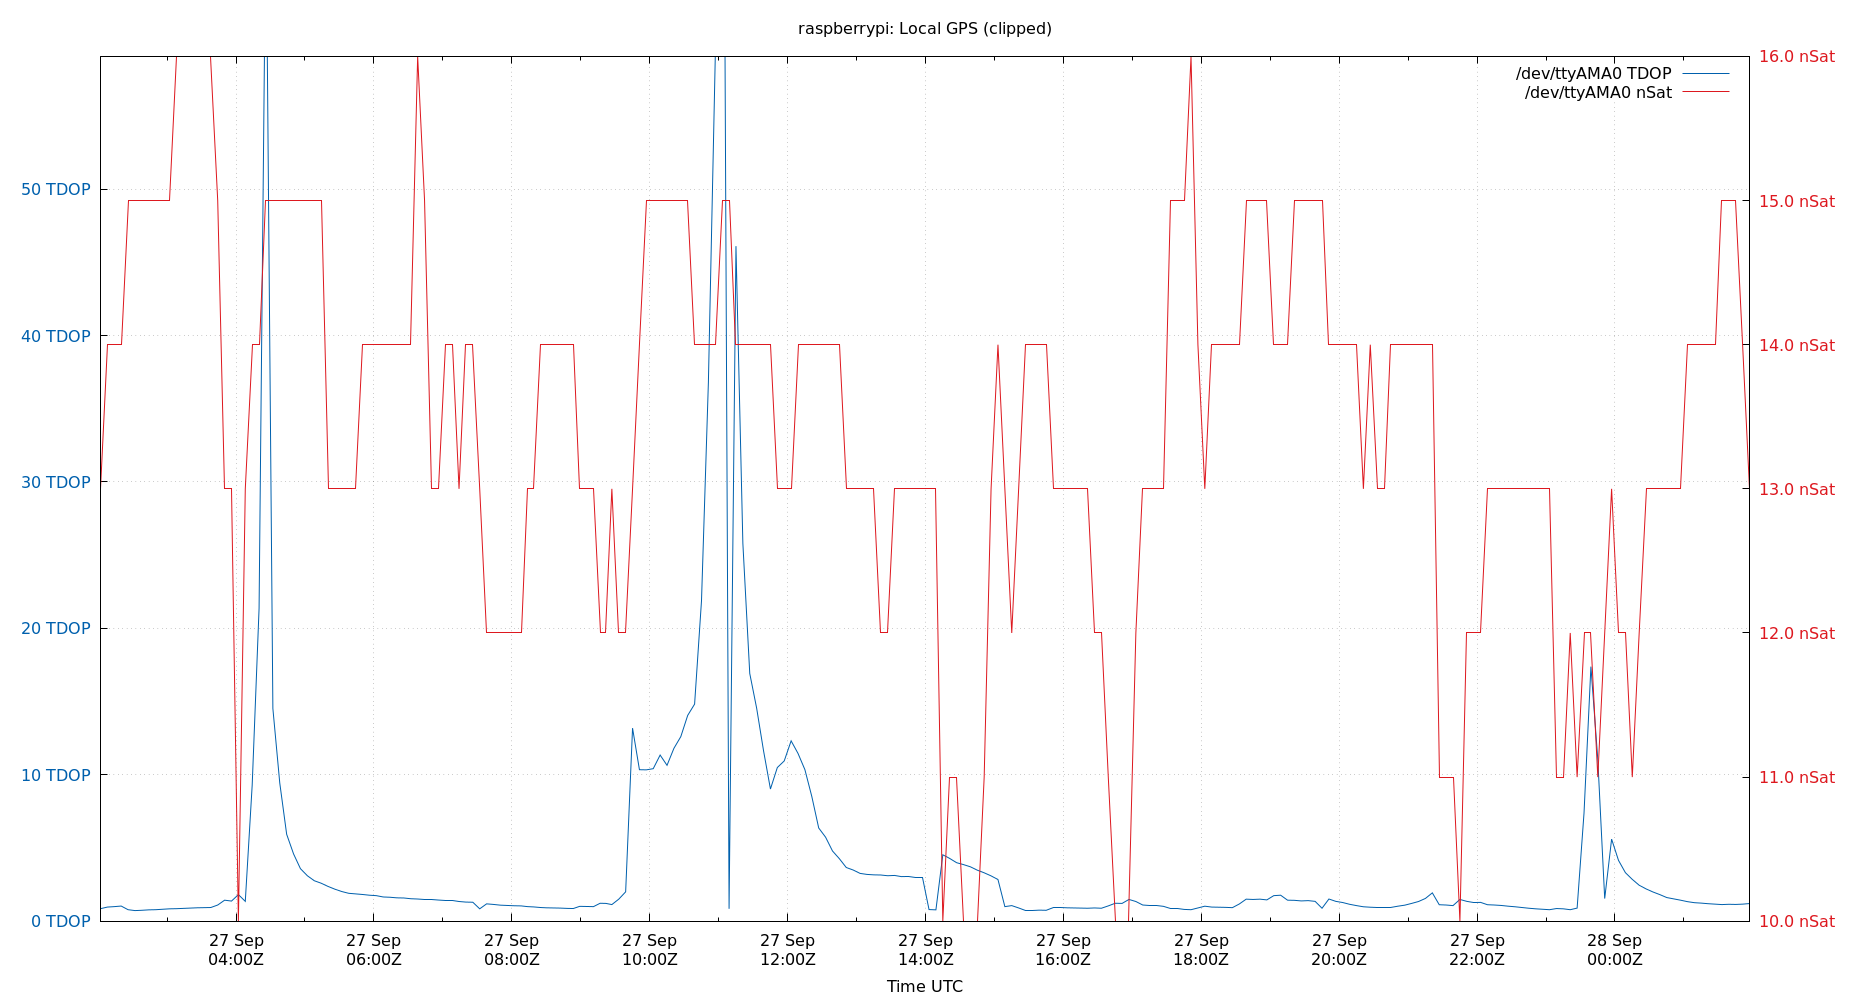 raspberrypi: Local GPS (clipped)
/dev/ttyAMA0 TDOP
/dev/ttyAMA0 nSat
50 TDOP
40 TDOP
30 TDOP
20 TDOP
10 TDOP
0 TDOP
16.0 nSat
15.0 nSat
14.0 nSat
13.0 nSat
12.0 nSat
11.0 nSat
10.0 nSat
27 Sep
04:00Z
27 Sep
06:00Z
27 Sep
08:00Z
27 Sep
10:00Z
27 Sep
12:00Z
27 Sep
14:00Z
27 Sep
16:00Z
27 Sep
18:00Z
27 Sep
20:00Z
27 Sep
22:00Z
28 Sep
00:00Z
Time UTC